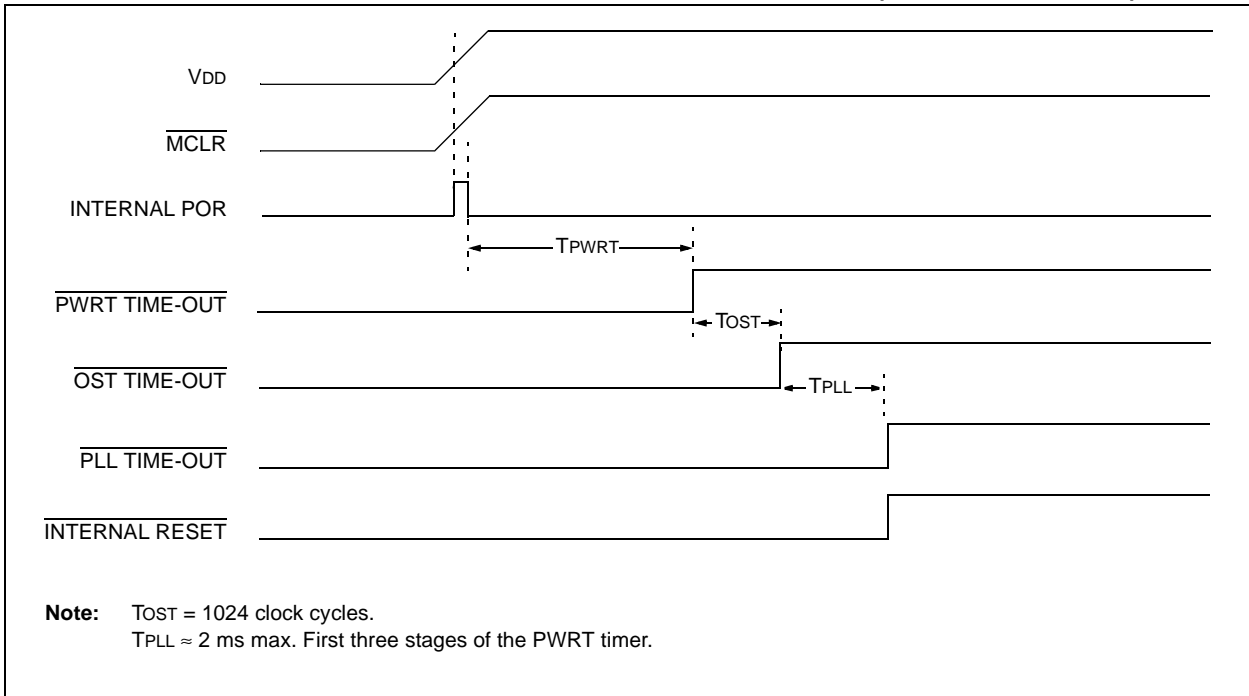 VDD
MCLR
INTERNAL POR
TPWRT
PWRT TIME-OUT
TOST
OST TIME-OUT
TPLL
PLL TIME-OUT
INTERNAL RESET
Note: TOST = 1024 clock cycles.
TPLL ≈ 2 ms max. First three stages of the PWRT timer.